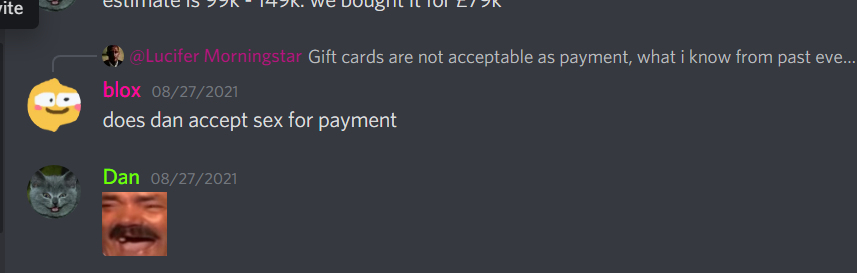 vite
estimate is 99k - 149k. we bought it for £79k
@Lucifer Morningstar Gift cards are not acceptable as payment, what i know from past eve...
blox 08/27/2021
does dan accept sex for payment
Dan 08/27/2021